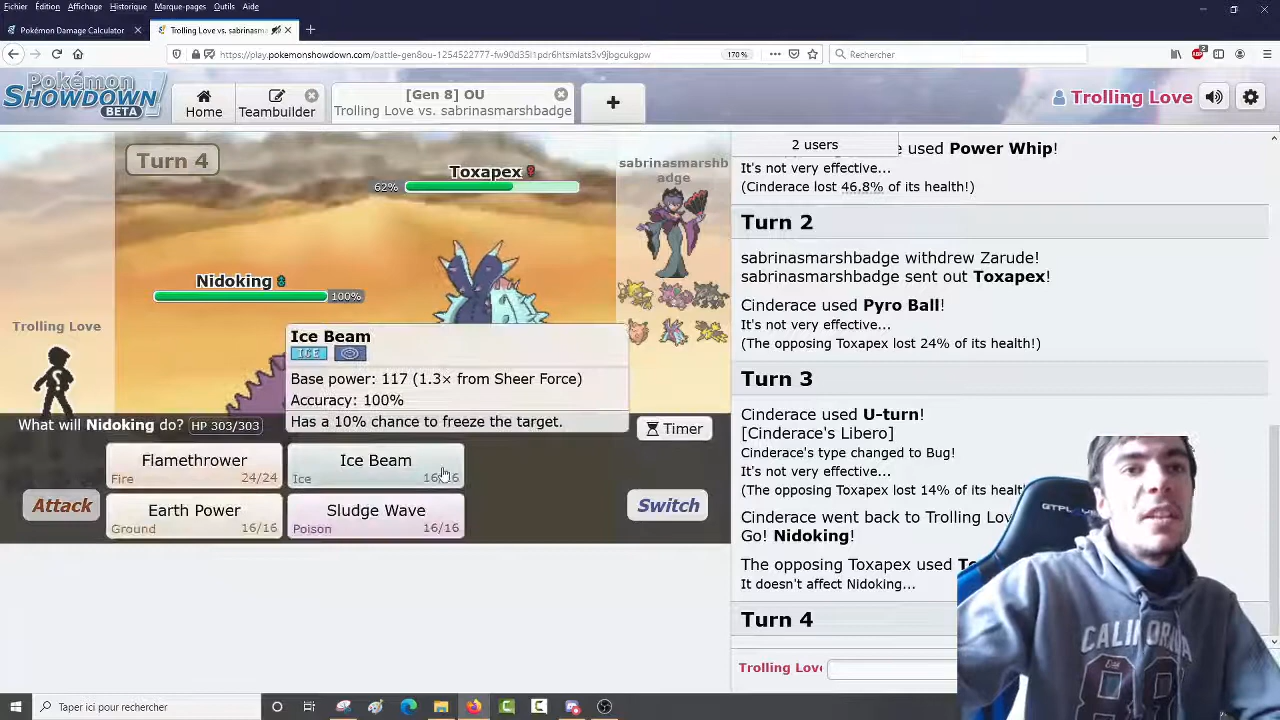 Fichier Édition Affichage Historique Marque-pages Outils Aide
Pokémon Damage Calculator
Trolling Love vs. sabrinasmarsh
https://play.pokemonshowdown.com/battle-gen8ou-1254522777-fw90d35l1pdr6htsmlats3v9jbgcukgpw
170 %
Rechercher
Pokémon
SHOWDOWN
BETA
Home
Teambuilder
[Gen 8] OU
Trolling Love vs. sabrinasmarshbadge
Trolling Love
Turn 4
Toxapex
62%
Nidoking
100%
Trolling Love
sabrinasmarshb
adge
Ice Beam
ICE
Base power: 117 (1.3× from Sheer Force)
Accuracy: 100%
Has a 10% chance to freeze the target.
What will Nidoking do? HP 303/303
Timer
Attack
Flamethrower
Fire 24/24
Ice Beam
Ice 16/16
Earth Power
Ground 16/16
Sludge Wave
Poison 16/16
Switch
2 users
e used Power Whip!
It's not very effective...
(Cinderace lost 46.8% of its health!)
Turn 2
sabrinasmarshbadge withdrew Zarude!
sabrinasmarshbadge sent out Toxapex!
Cinderace used Pyro Ball!
It's not very effective...
(The opposing Toxapex lost 24% of its health!)
Turn 3
Cinderace used U-turn!
[Cinderace's Libero]
Cinderace's type changed to Bug!
It's not very effective...
(The opposing Toxapex lost 14% of its healt
Cinderace went back to Trolling Lov
Go! Nidoking!
The opposing Toxapex used To
It doesn't affect Nidoking...
Turn 4
Trolling Love
GTPLAYER
CALIFORNIA
Taper ici pour rechercher